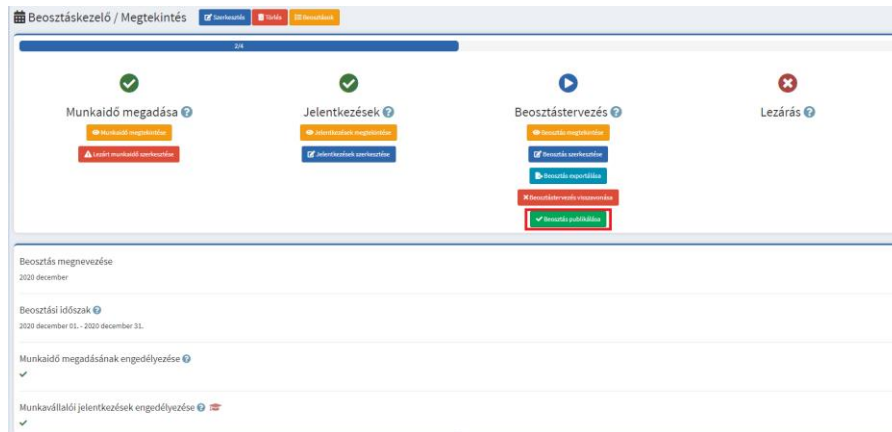 Beosztáskezelő / Megtekintés
Szerkesztés
Törlés
Beosztások
2/4
Munkaidő megadása
Jelentkezések
Beosztástervezés
Lezárás
Munkaidő megtekintése
Jelentkezések megtekintése
Beosztás megtekintése
Lezárt munkaidő szerkesztése
Jelentkezések szerkesztése
Beosztás szerkesztése
Beosztás exportálása
Beosztástervezés visszavonása
Beosztás publikálása
Beosztás megnevezése
2020 december
Beosztási időszak
2020 december 01. - 2020 december 31.
Munkaidő megadásának engedélyezése
Munkavállalói jelentkezések engedélyezése